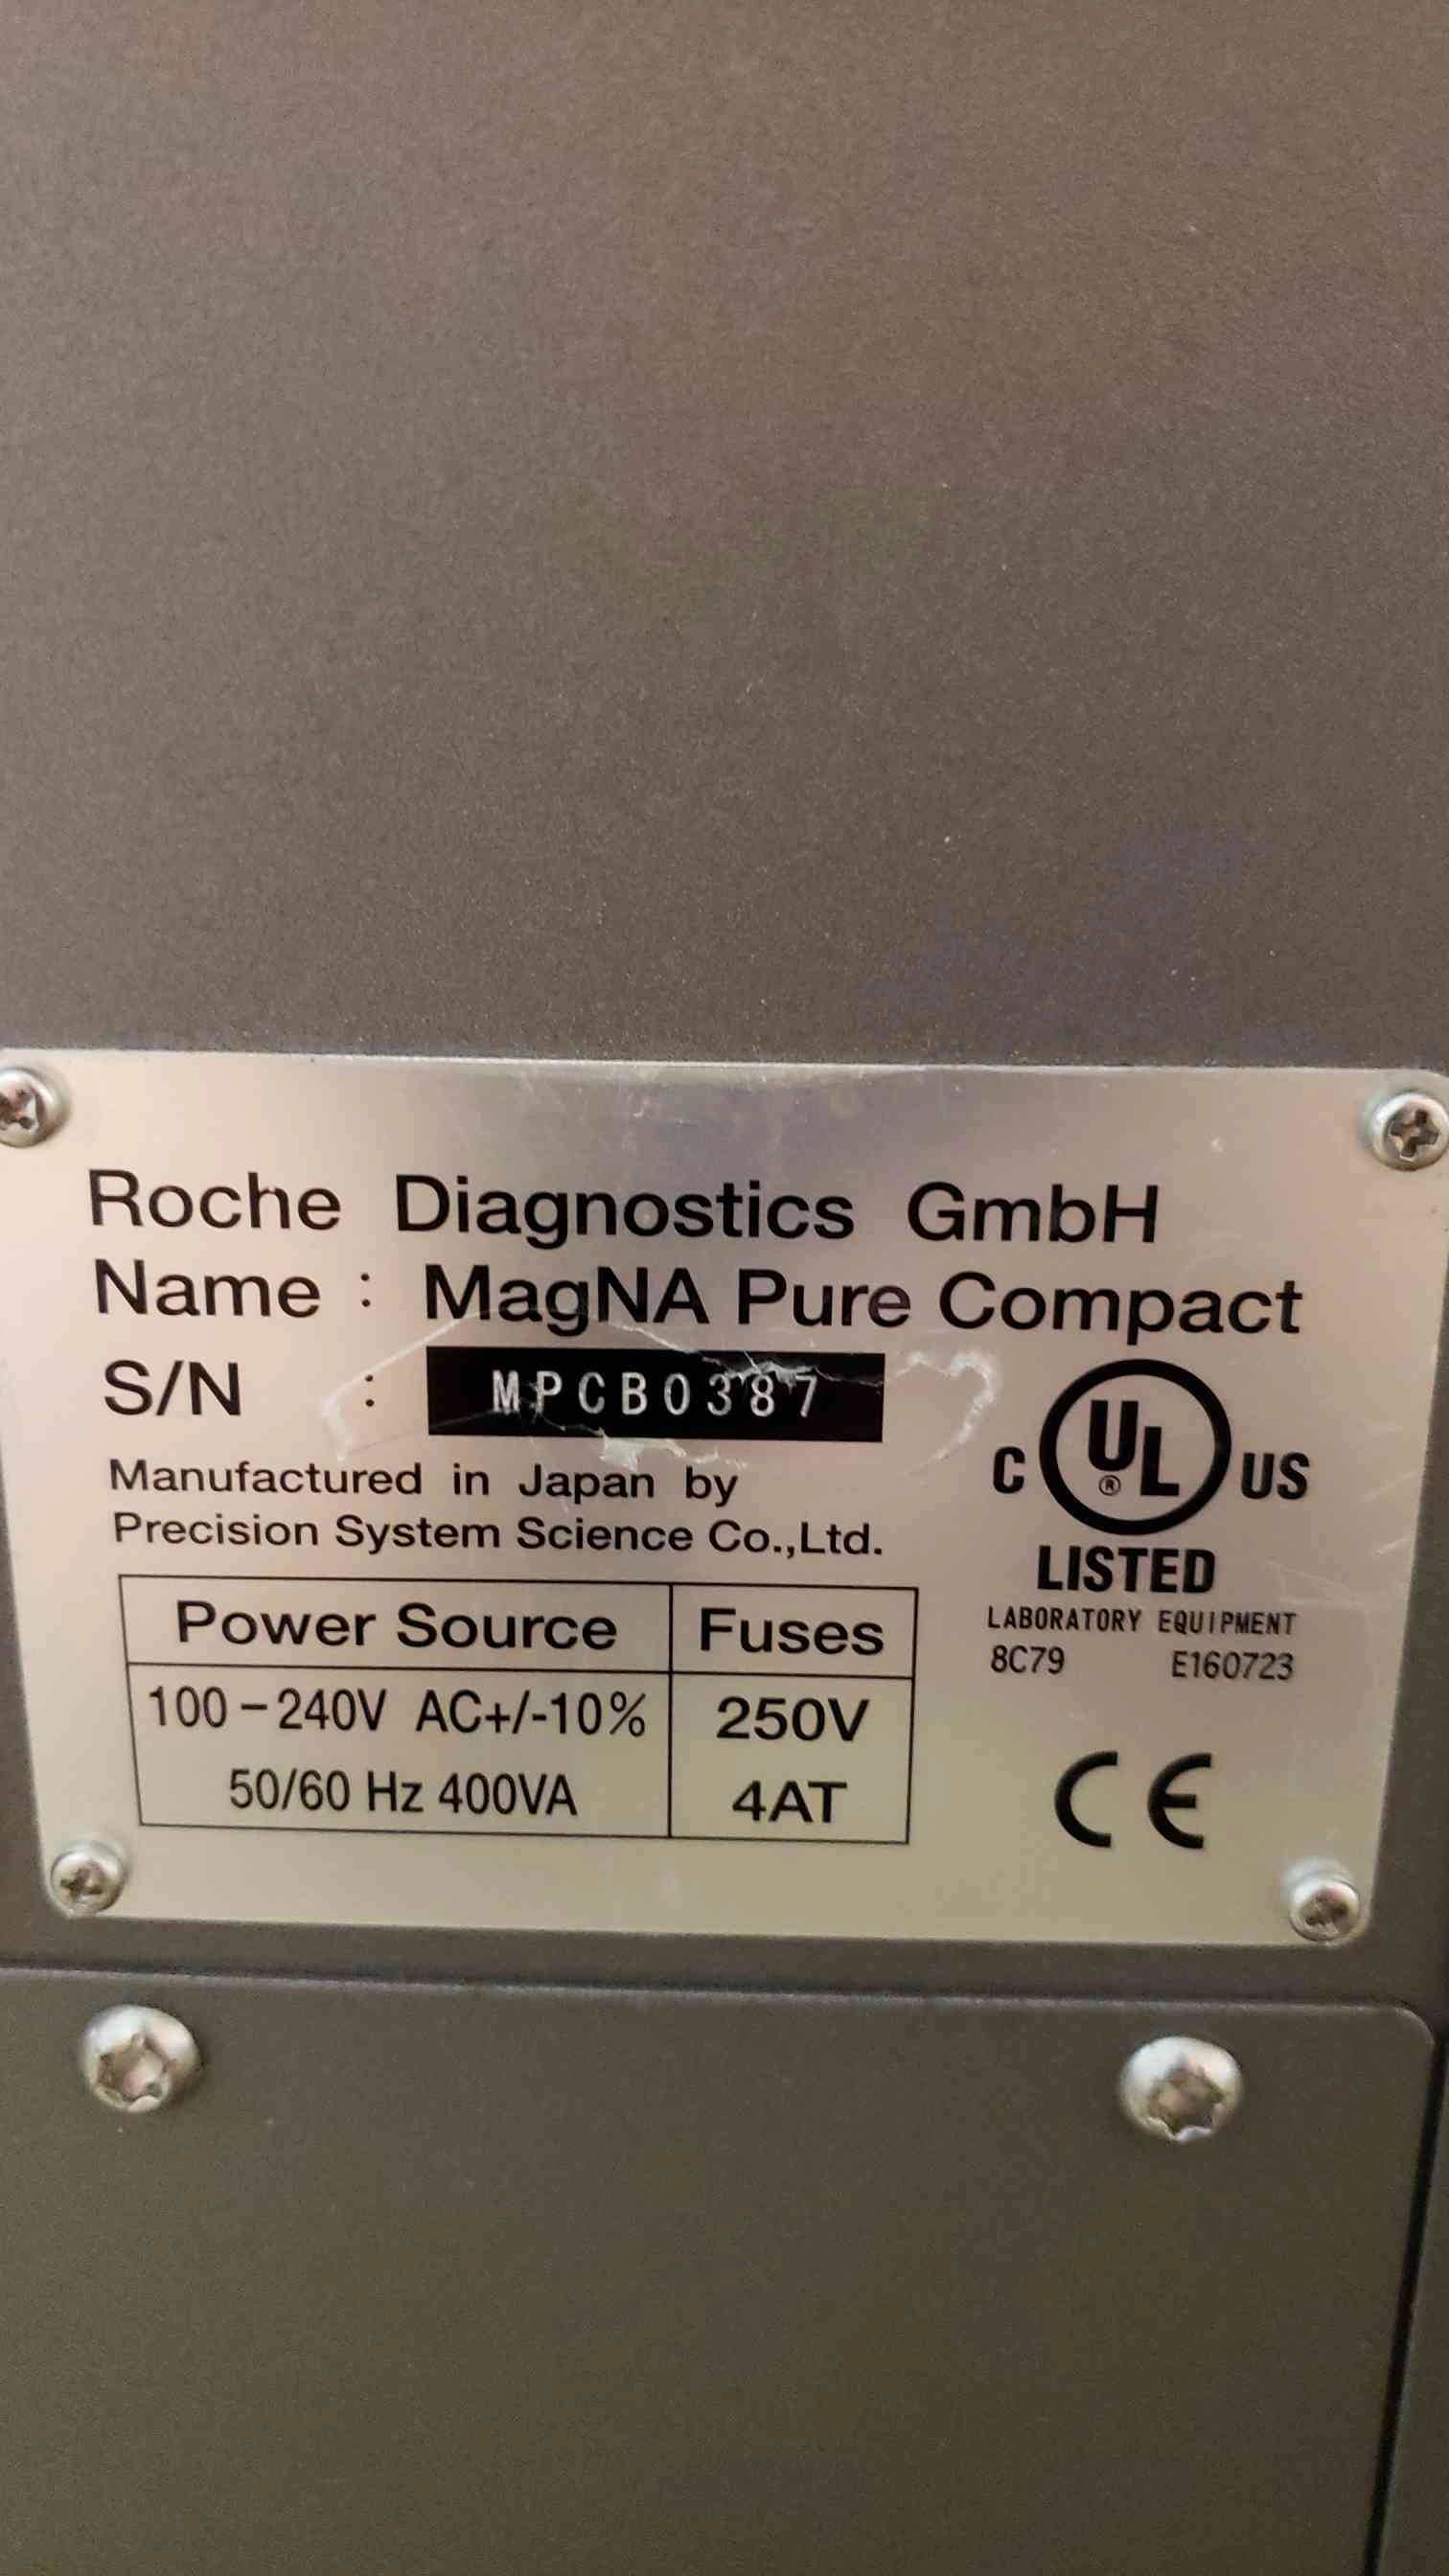 Roche Diagnostics GmbH
Name : MagNA Pure Compact
S/N : MPCB0387
Manufactured in Japan by
Precision System Science Co.,Ltd.
Power Source Fuses
100-240V AC+/-10% 250V
50/60 Hz 400VA 4AT
C UL® US
LISTED
LABORATORY EQUIPMENT
8C79 E160723
CE